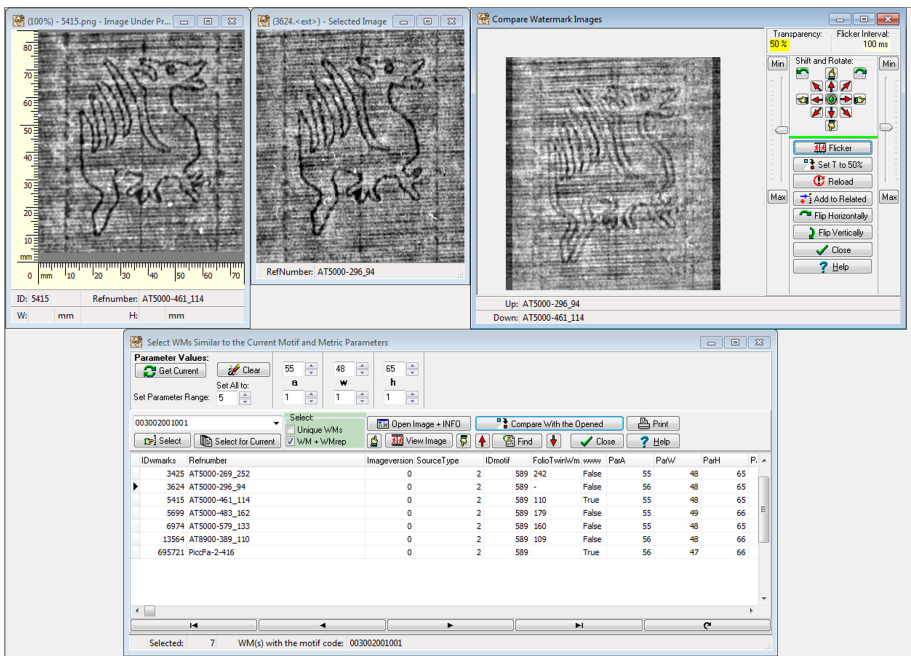 (100%) - 5415.png - Image Under Pr...
80
70
60
50
40
30
20
10
mm
0 mm 10 20 30 40 50 60 70
ID: 5415 Refnumber: AT5000-461_114
W: mm H: mm
(3624.<ext>) - Selected Image
RefNumber: AT5000-296_94
Compare Watermark Images
Transparency: Flicker Interval:
50 % 100 ms
Min Shift and Rotate: Min
Flicker
Set T to 50%
Reload
Max Add to Related Max
Flip Horizontally
Flip Vertically
Close
Help
Up: AT5000-296_94
Down: AT5000-461_114
Select WMs Similar to the Current Motif and Metric Parameters
Parameter Values:
Get Current Clear 55 48 65
Set All to: a w h
Set Parameter Range: 5 1 1 1
003002001001 Select: Open Image + INFO Compare With the Opened Print
Unique WMs
Select Select for Current WM + WMrep View Image Find Close Help
IDwmarks Refnumber Imageversion SourceType IDmotif FolioTwinWm www ParA ParW ParH P.
3425 AT5000-269_252 0 2 589 242 False 55 48 65
3624 AT5000-296_94 0 2 589 - False 56 48 65
5415 AT5000-461_114 0 2 589 110 True 55 48 65
5699 AT5000-483_162 0 2 589 179 False 55 49 66
6974 AT5000-579_133 0 2 589 160 False 55 48 65
13564 AT8900-389_110 0 2 589 109 False 56 48 66
695721 PiccFa-2-416 0 2 589 True 56 47 66
Selected: 7 WM(s) with the motif code: 003002001001